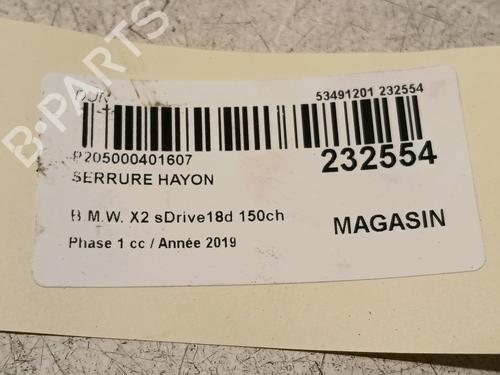 B-PARTS
53491201 232554
P205000401607
232554
SERRURE HAYON
B.M.W. X2 sDrive18d 150ch
MAGASIN
Phase 1 cc / Année 2019